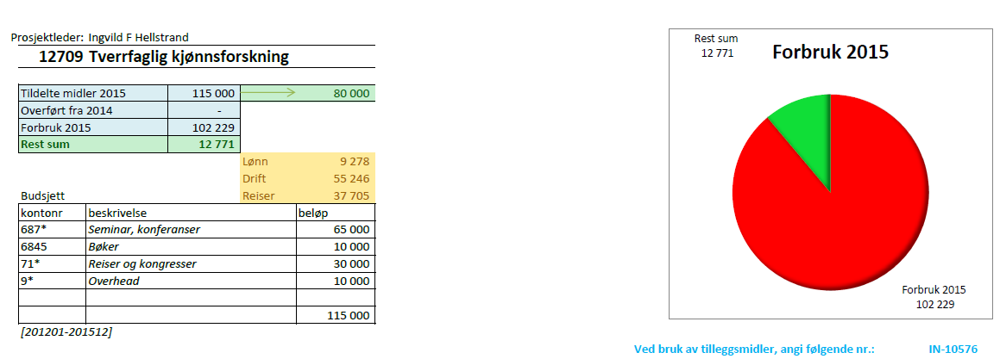 Prosjektleder: Ingvild F Hellstrand
12709 Tverrfaglig kjønnsforskning
Tildelte midler 2015 115 000 80 000
Overført fra 2014 -
Forbruk 2015 102 229
Rest sum 12 771
Lønn 9 278
Drift 55 246
Budsjett Reiser 37 705
kontonr beskrivelse beløp
687* Seminar, konferanser 65 000
6845 Bøker 10 000
71* Reiser og kongresser 30 000
9* Overhead 10 000
115 000
[201201-201512]
Rest sum
12 771
Forbruk 2015
Forbruk 2015
102 229
Ved bruk av tilleggsmidler, angi følgende nr.: IN-10576